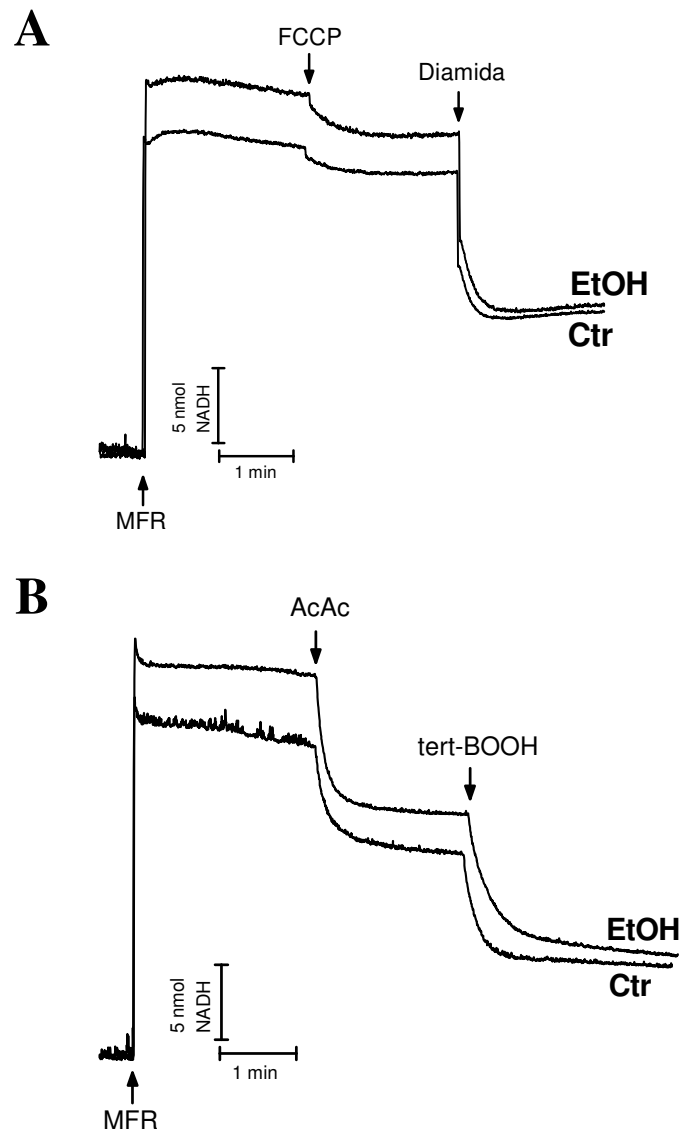 A
FCCP
Diamida
EtOH
Ctr
5 nmol
NADH
1 min
MFR
B
AcAc
tert-BOOH
EtOH
Ctr
5 nmol
NADH
1 min
MFR